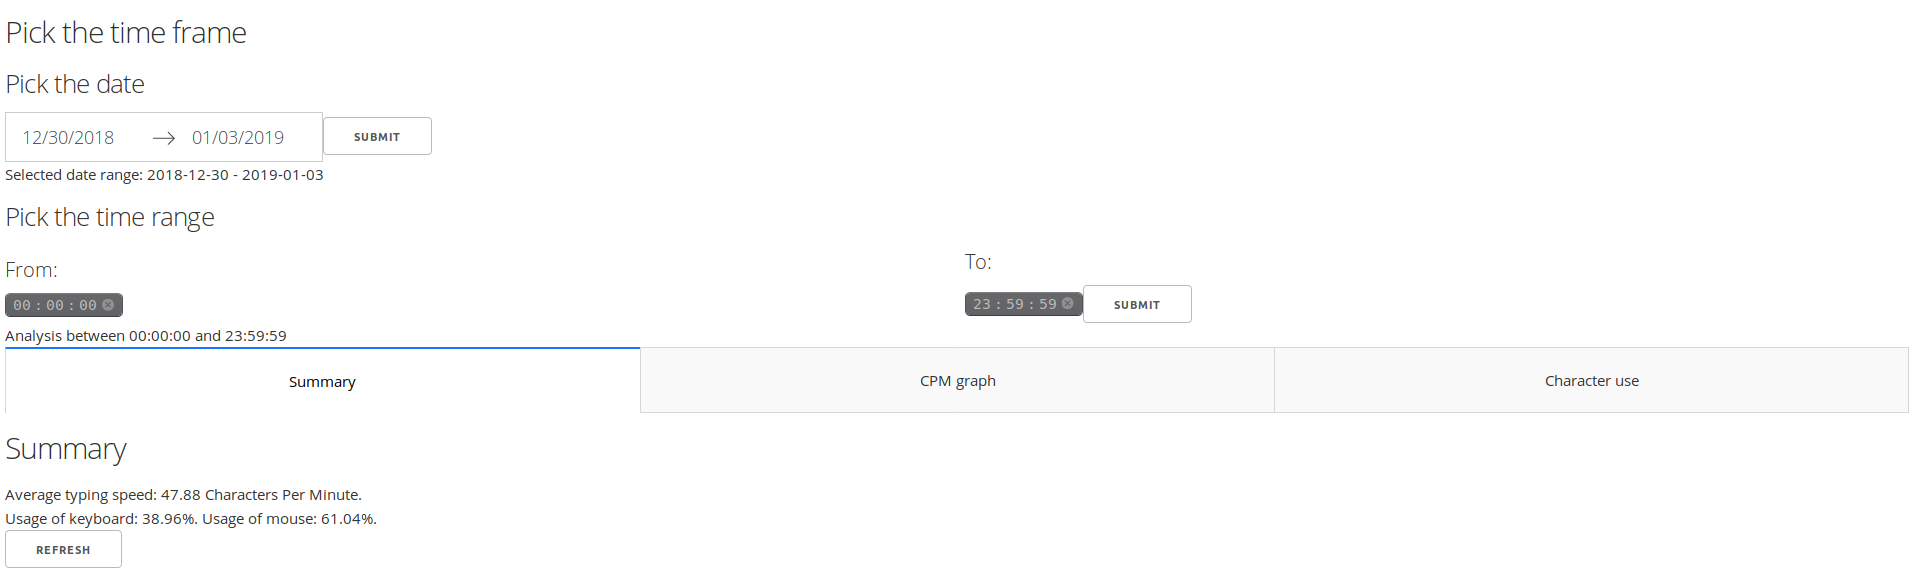 Pick the time frame
Pick the date
12/30/2018 → 01/03/2019 SUBMIT
Selected date range: 2018-12-30 - 2019-01-03
Pick the time range
From: To:
00 : 00 : 00 23 : 59 : 59 SUBMIT
Analysis between 00:00:00 and 23:59:59
Summary CPM graph Character use
Summary
Average typing speed: 47.88 Characters Per Minute.
Usage of keyboard: 38.96%. Usage of mouse: 61.04%.
REFRESH